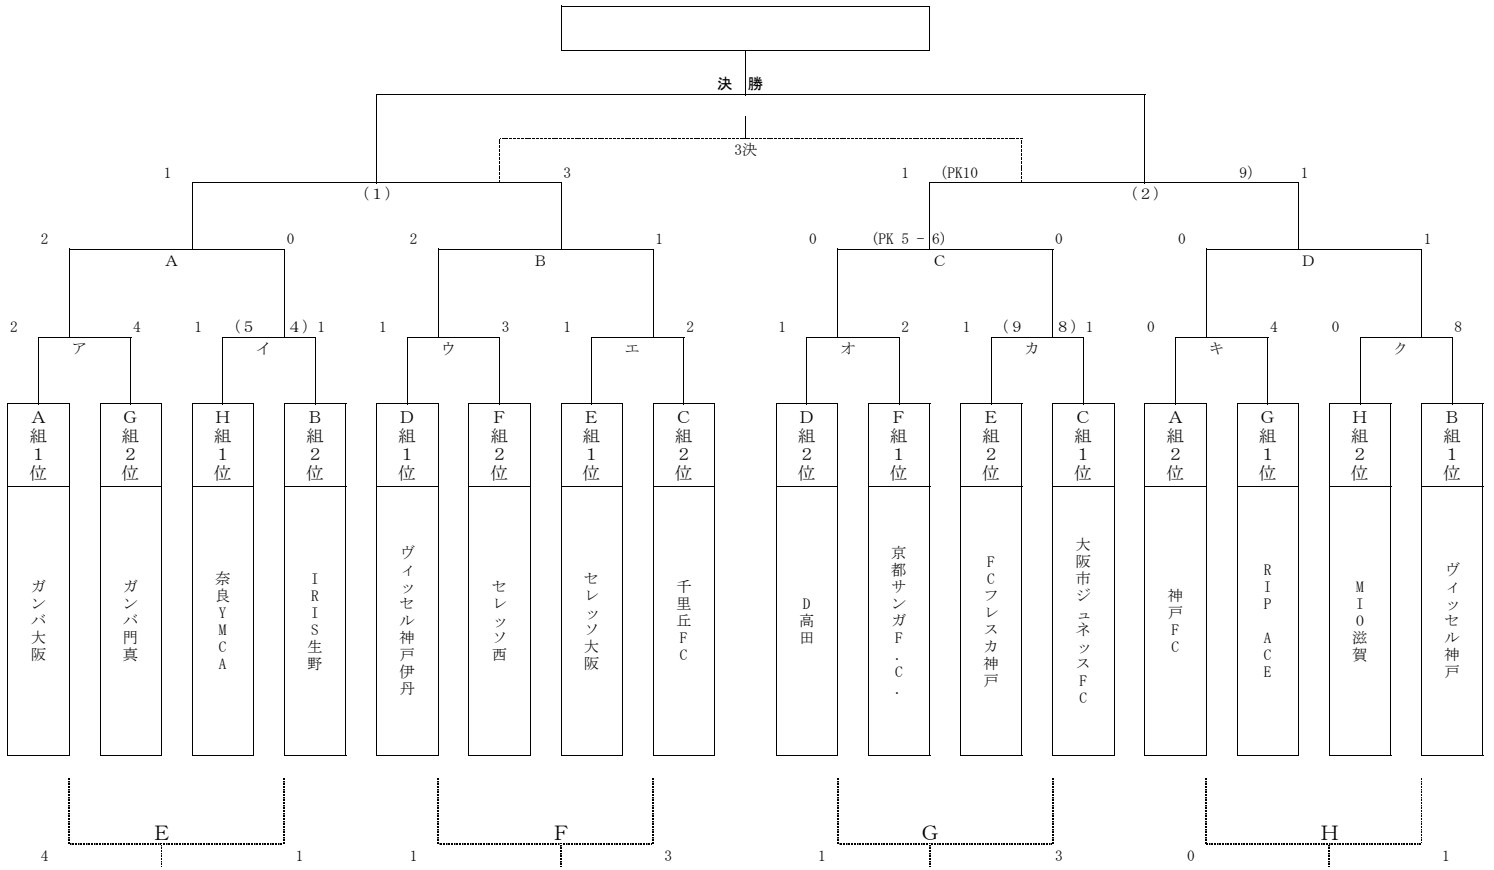 決 勝
3決
1 3 1 (PK10 9) 1
(1) (2)
2 0 2 1 0 (PK 5 - 6) 0 0 1
A B C D
2 4 1 (5 4) 1 1 3 1 2 1 2 1 (9 8) 1 0 4 0 8
ア イ ウ エ オ カ キ ク
A組1位
G組2位
H組1位
B組2位
D組1位
F組2位
E組1位
C組2位
D組2位
F組1位
E組2位
C組1位
A組2位
G組1位
H組2位
B組1位
ガンバ大阪
ガンバ門真
奈良YMCA
IRIS生野
ヴィッセル神戸伊丹
セレッソ西
セレッソ大阪
千里丘FC
D高田
京都サンガF.C.
FCフレスカ神戸
大阪市ジュネッスFC
神戸FC
RIP ACE
MIO滋賀
ヴィッセル神戸
E F G H
4 1 1 3 1 3 0 1